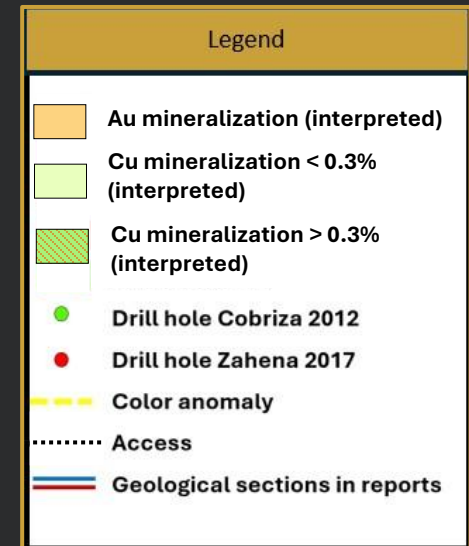 Legend
Au mineralization (interpreted)
Cu mineralization < 0.3%
(interpreted)
Cu mineralization > 0.3%
(interpreted)
Drill hole Cobriza 2012
Drill hole Zahena 2017
Color anomaly
Access
Geological sections in reports